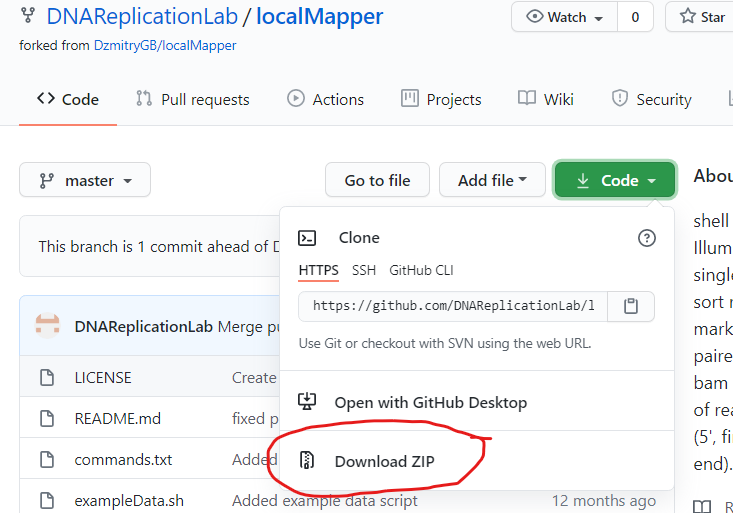 DNAReplicationLab / localMapper
Watch
0
Star
forked from DzmitryGB/localMapper
Code
Pull requests
Actions
Projects
Wiki
Security
master
Go to file
Add file
Code
Abou
This branch is 1 commit ahead of D
Clone
HTTPS SSH GitHub CLI
https://github.com/DNAReplicationLab/l
Use Git or checkout with SVN using the web URL.
Open with GitHub Desktop
Download ZIP
DNAReplicationLab Merge pu
LICENSE Create
README.md fixed p
commands.txt Added
exampleData.sh Added example data script 12 months ago
shell
Illum
single
sort r
mark
paire
bam
of rea
(5', fi
end).
R